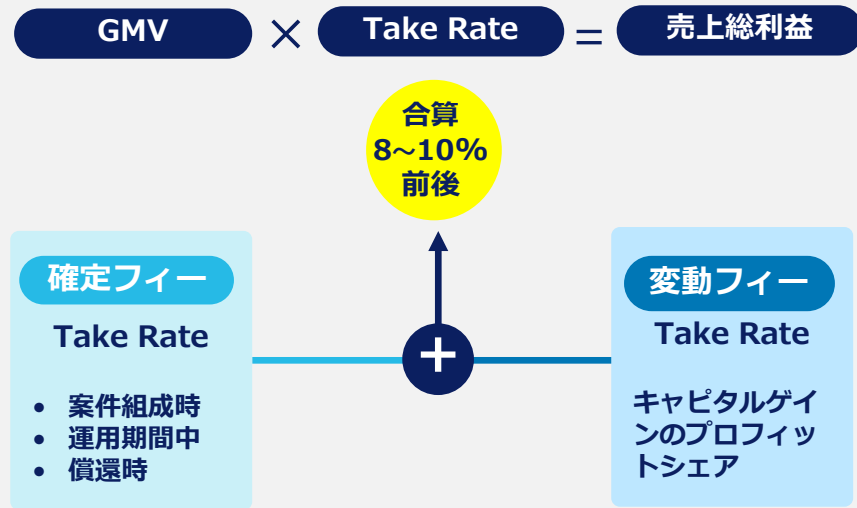 GMV × Take Rate = 売上総利益
合算
8～10%
前後
確定フィー
Take Rate
• 案件組成時
• 運用期間中
• 償還時
+
変動フィー
Take Rate
キャピタルゲイ
ンのプロフィッ
トシェア